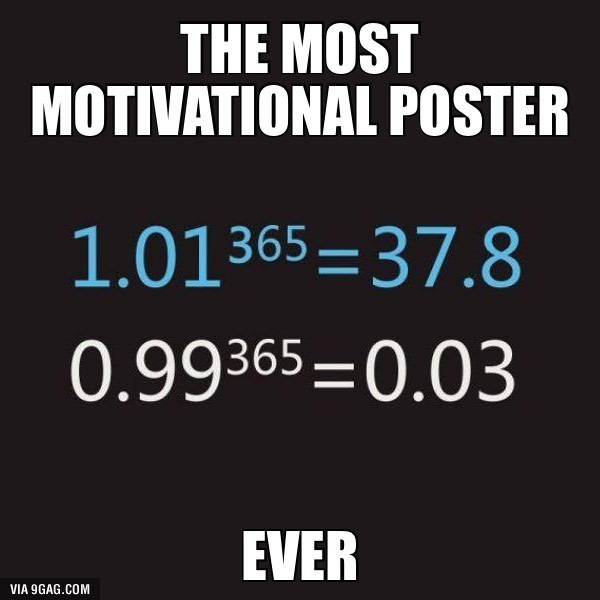 THE MOST
MOTIVATIONAL POSTER
1.01³⁶⁵=37.8
0.99³⁶⁵=0.03
EVER
VIA 9GAG.COM